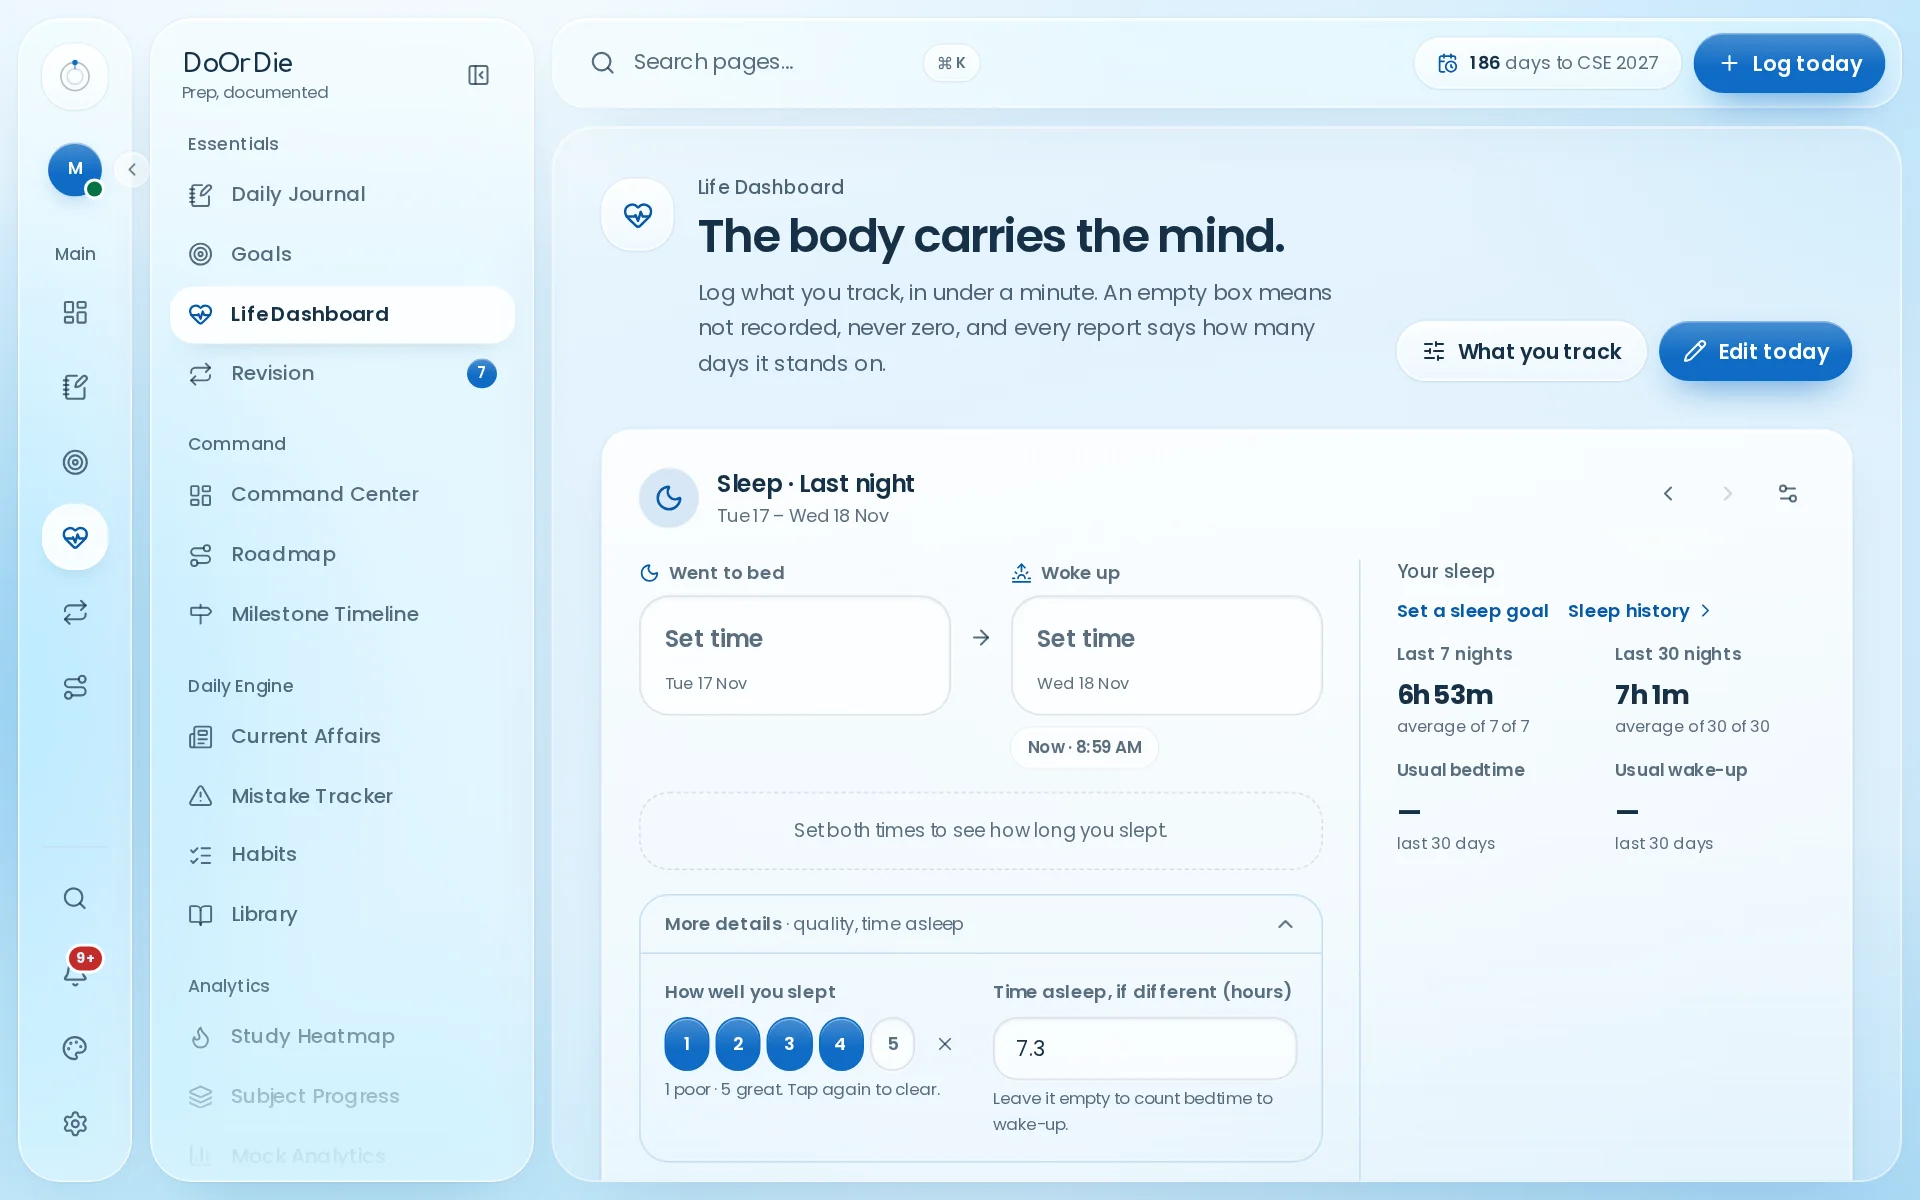 DoOrDie
Prep, documented
M
Main
9+
Essentials
Daily Journal
Goals
Life Dashboard
Revision
7
Command
Command Center
Roadmap
Milestone Timeline
Daily Engine
Current Affairs
Mistake Tracker
Habits
Library
Analytics
Study Heatmap
Subject Progress
Mock Analytics
Search pages...
⌘ K
186 days to CSE 2027
Log today
Life Dashboard
The body carries the mind.
Log what you track, in under a minute. An empty box means
not recorded, never zero, and every report says how many
days it stands on.
What you track
Edit today
Sleep · Last night
Tue 17 – Wed 18 Nov
Went to bed
Set time
Tue 17 Nov
Woke up
Set time
Wed 18 Nov
Now · 8:59 AM
Set both times to see how long you slept.
More details · quality, time asleep
How well you slept
1 2 3 4 5
1 poor · 5 great. Tap again to clear.
Time asleep, if different (hours)
7.3
Leave it empty to count bedtime to
wake-up.
Your sleep
Set a sleep goal
Sleep history
Last 7 nights
6h 53m
average of 7 of 7
Last 30 nights
7h 1m
average of 30 of 30
Usual bedtime
—
last 30 days
Usual wake-up
—
last 30 days